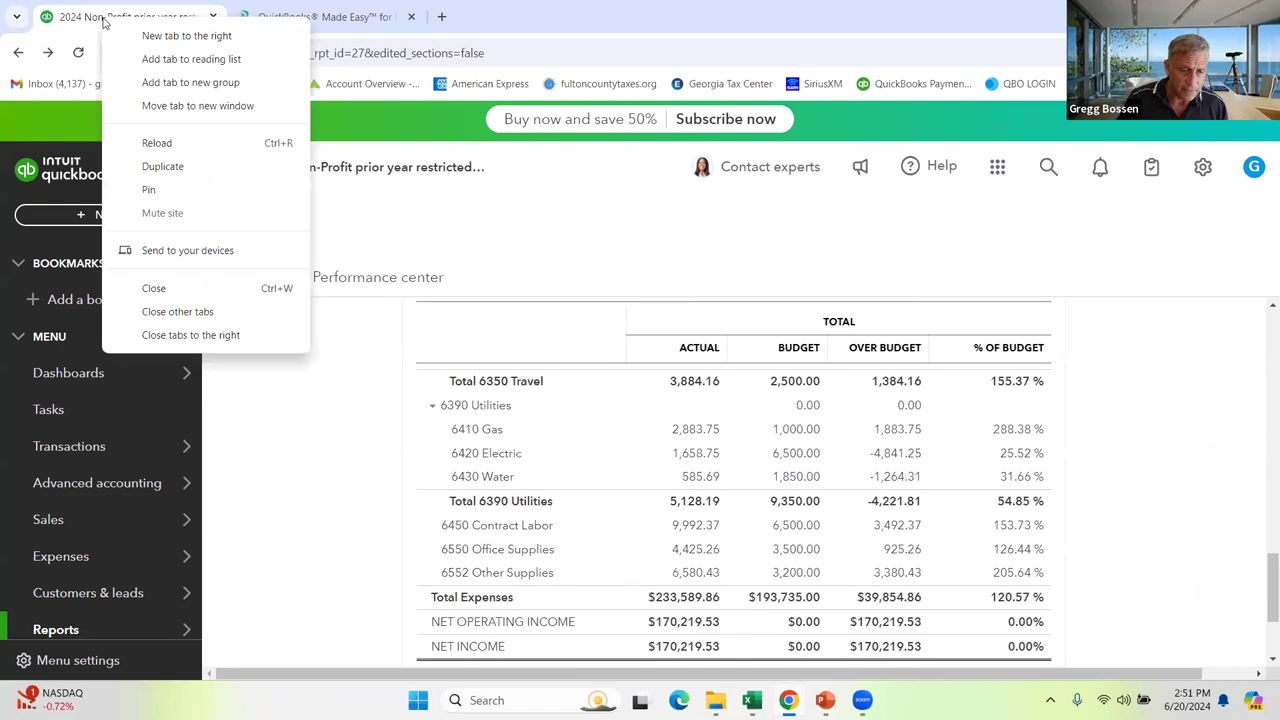 2024 Non-Profit prior year rest
QuickBooks® Made Easy™ for
New tab to the right
Add tab to reading list
Add tab to new group
Move tab to new window
Reload Ctrl+R
Duplicate
Pin
Mute site
Send to your devices
Close Ctrl+W
Close other tabs
Close tabs to the right
_rpt_id=27&edited_sections=false
Inbox (4,137) - g
Account Overview -...
American Express
fultoncountytaxes.org
Georgia Tax Center
SiriusXM
QuickBooks Paymen...
QBO LOGIN
Gregg Bossen
Buy now and save 50% Subscribe now
INTUIT
quickbo
n-Profit prior year restricted...
Contact experts
Help
G
+ N
BOOKMARKS
Add a bo
MENU
Dashboards
Tasks
Transactions
Advanced accounting
Sales
Expenses
Customers & leads
Reports
Menu settings
Performance center
TOTAL
ACTUAL BUDGET OVER BUDGET % OF BUDGET
Total 6350 Travel 3,884.16 2,500.00 1,384.16 155.37 %
6390 Utilities 0.00 0.00
6410 Gas 2,883.75 1,000.00 1,883.75 288.38 %
6420 Electric 1,658.75 6,500.00 -4,841.25 25.52 %
6430 Water 585.69 1,850.00 -1,264.31 31.66 %
Total 6390 Utilities 5,128.19 9,350.00 -4,221.81 54.85 %
6450 Contract Labor 9,992.37 6,500.00 3,492.37 153.73 %
6550 Office Supplies 4,425.26 3,500.00 925.26 126.44 %
6552 Other Supplies 6,580.43 3,200.00 3,380.43 205.64 %
Total Expenses $233,589.86 $193,735.00 $39,854.86 120.57 %
NET OPERATING INCOME $170,219.53 $0.00 $170,219.53 0.00%
NET INCOME $170,219.53 $0.00 $170,219.53 0.00%
1
NASDAQ
-0.72%
Search
2:51 PM
6/20/2024
PRE